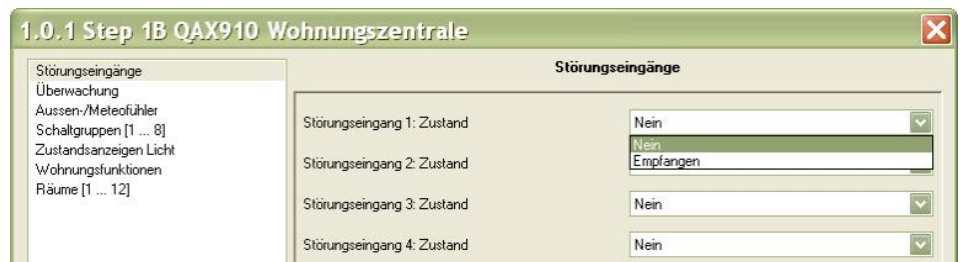 1.0.1 Step 1B QAX910 Wohnungszentrale
Störungseingänge
Überwachung
Aussen-/Meteofühler
Schaltgruppen [1 ... 8]
Zustandsanzeigen Licht
Wohnungsfunktionen
Räume [1 ... 12]
Störungseingänge
Störungseingang 1: Zustand Nein
Nein
Empfangen
Störungseingang 2: Zustand
Störungseingang 3: Zustand Nein
Störungseingang 4: Zustand Nein